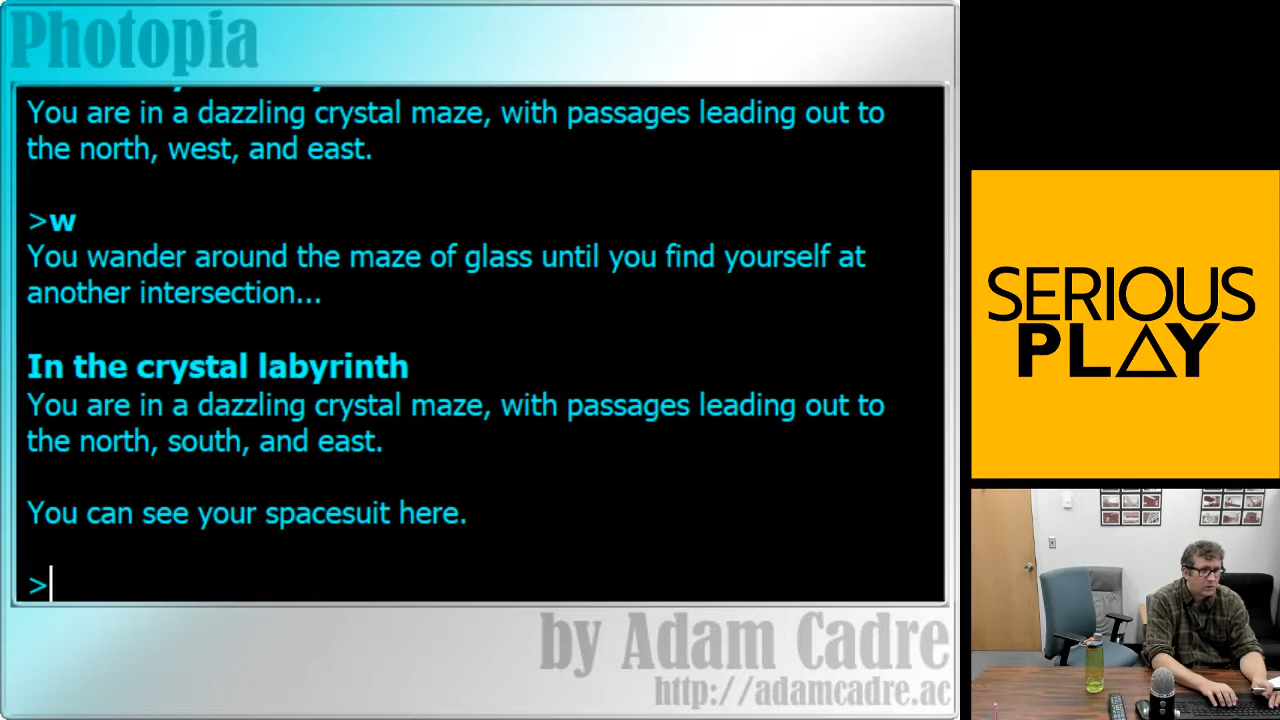 Photopia
You are in a dazzling crystal maze, with passages leading out to
the north, west, and east.
>w
You wander around the maze of glass until you find yourself at
another intersection...
In the crystal labyrinth
You are in a dazzling crystal maze, with passages leading out to
the north, south, and east.
You can see your spacesuit here.
>
by Adam Cadre
http://adamcadre.ac
SERIOUS
PLAY